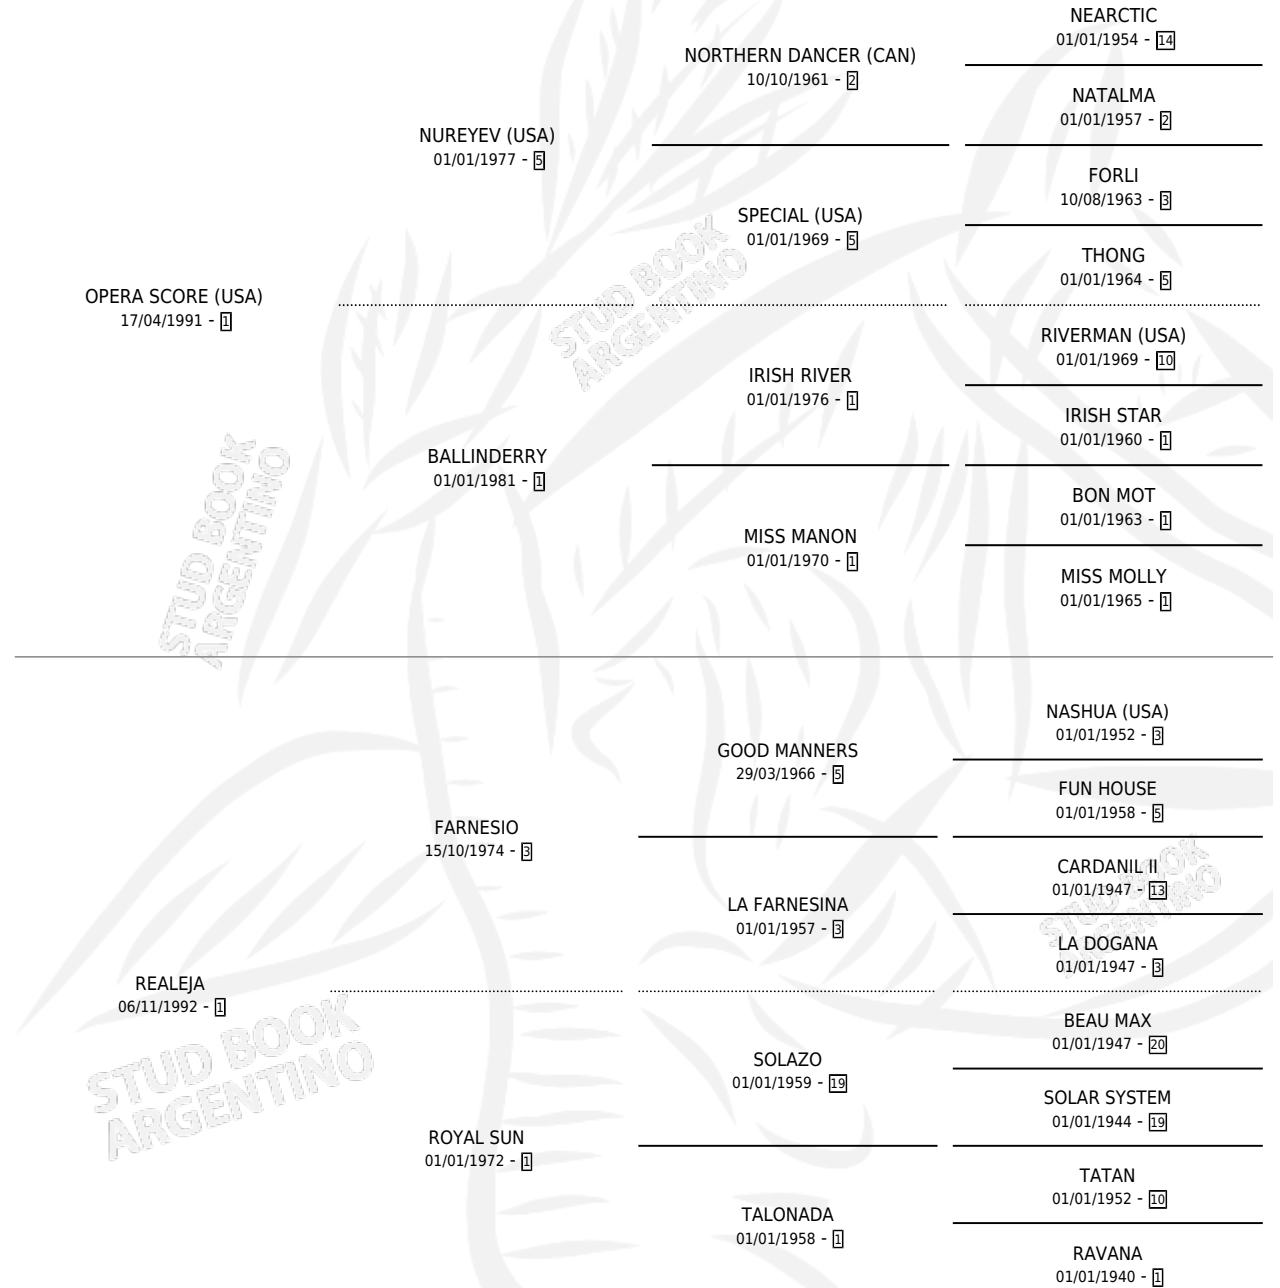 NEARCTIC
01/01/1954 - 14
NORTHERN DANCER (CAN)
10/10/1961 - 2
NATALMA
01/01/1957 - 2
NUREYEV (USA)
01/01/1977 - 5
FORLI
10/08/1963 - 3
SPECIAL (USA)
01/01/1969 - 5
THONG
01/01/1964 - 5
OPERA SCORE (USA)
17/04/1991 - 1
RIVERMAN (USA)
01/01/1969 - 10
IRISH RIVER
01/01/1976 - 1
IRISH STAR
01/01/1960 - 1
BALLINDERRY
01/01/1981 - 1
BON MOT
01/01/1963 - 1
MISS MANON
01/01/1970 - 1
MISS MOLLY
01/01/1965 - 1
NASHUA (USA)
01/01/1952 - 3
GOOD MANNERS
29/03/1966 - 5
FUN HOUSE
01/01/1958 - 5
FARNESIO
15/10/1974 - 3
CARDANIL II
01/01/1947 - 13
LA FARNESINA
01/01/1957 - 3
LA DOGANA
01/01/1947 - 3
REALEJA
06/11/1992 - 1
BEAU MAX
01/01/1947 - 20
SOLAZO
01/01/1959 - 19
SOLAR SYSTEM
01/01/1944 - 19
ROYAL SUN
01/01/1972 - 1
TATAN
01/01/1952 - 10
TALONADA
01/01/1958 - 1
RAVANA
01/01/1940 - 1
STUD BOOK
ARGENTINO
STUD BOOK
ARGENTINO
STUD BOOK
ARGENTINO
STUD BOOK
ARGENTINO